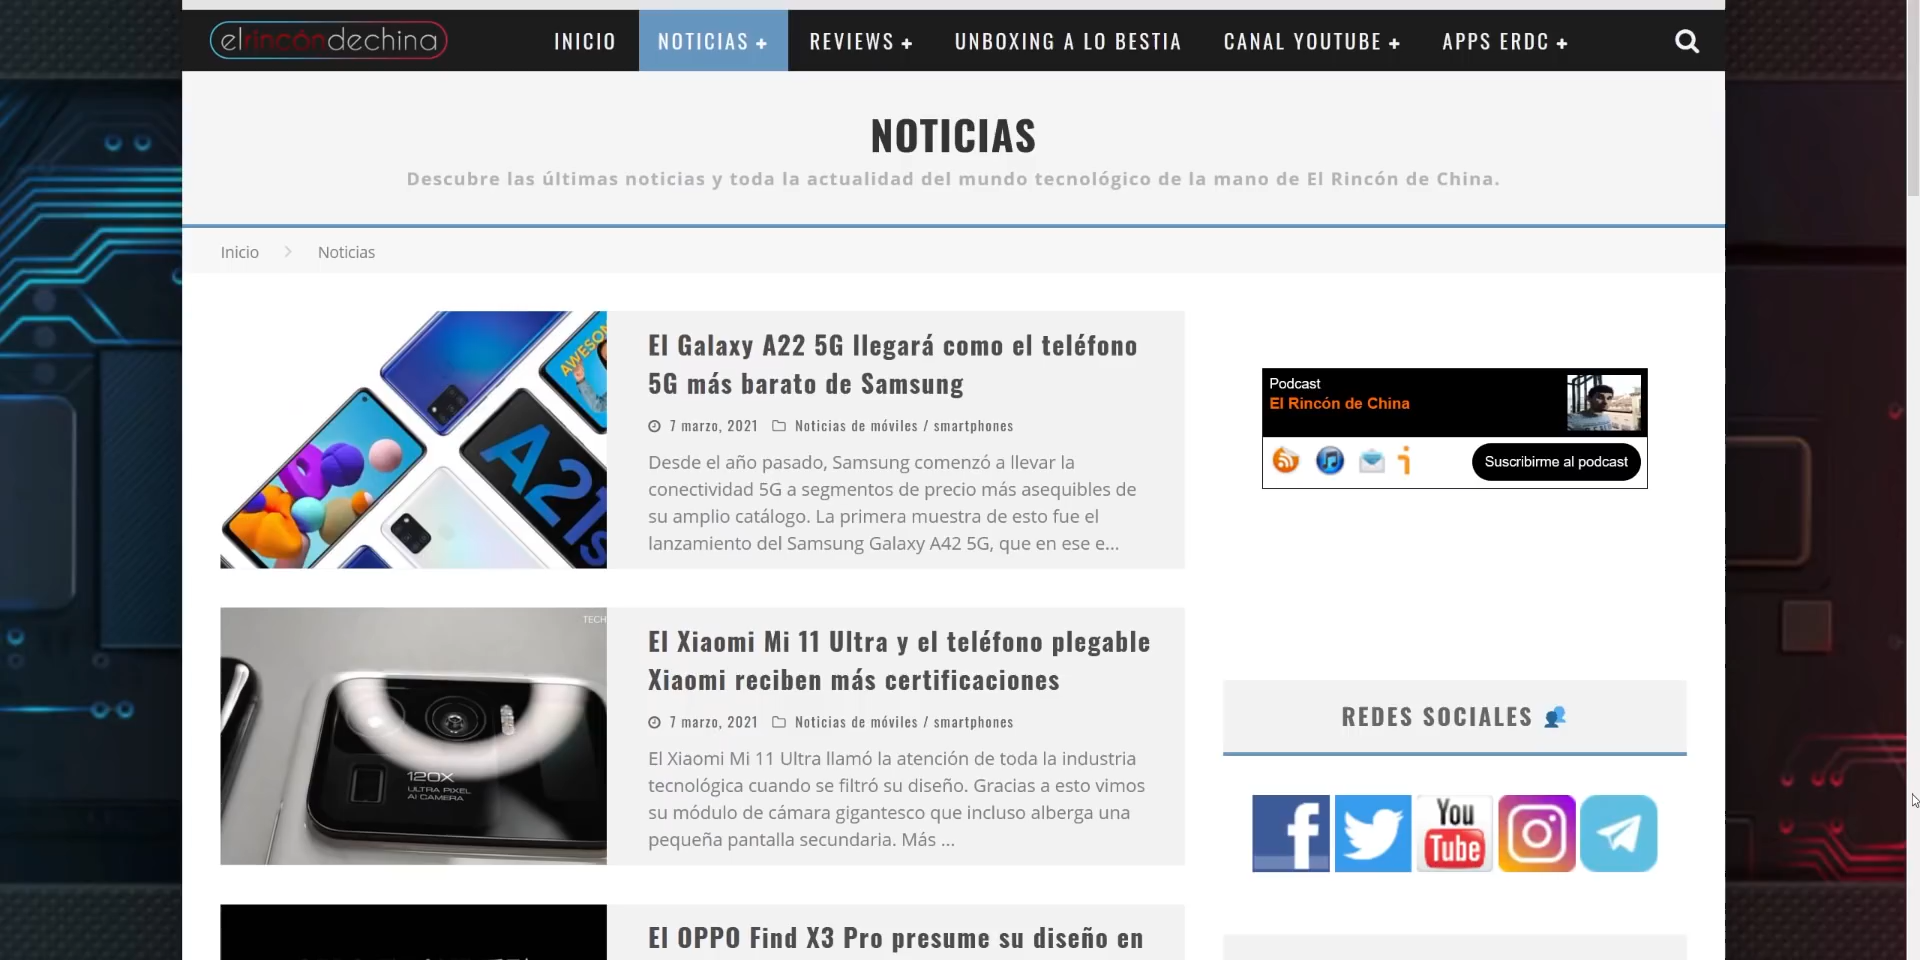 elrincóndechina
INICIO
NOTICIAS +
REVIEWS +
UNBOXING A LO BESTIA
CANAL YOUTUBE +
APPS ERDC +
NOTICIAS
Descubre las últimas noticias y toda la actualidad del mundo tecnológico de la mano de El Rincón de China.
Inicio
Noticias
AWESOM
A21s
El Galaxy A22 5G llegará como el teléfono
5G más barato de Samsung
7 marzo, 2021
Noticias de móviles / smartphones
Desde el año pasado, Samsung comenzó a llevar la
conectividad 5G a segmentos de precio más asequibles de
su amplio catálogo. La primera muestra de esto fue el
lanzamiento del Samsung Galaxy A42 5G, que en ese e...
TECH
120X
ULTRA PIXEL
AI CAMERA
El Xiaomi Mi 11 Ultra y el teléfono plegable
Xiaomi reciben más certificaciones
7 marzo, 2021
Noticias de móviles / smartphones
El Xiaomi Mi 11 Ultra llamó la atención de toda la industria
tecnológica cuando se filtró su diseño. Gracias a esto vimos
su módulo de cámara gigantesco que incluso alberga una
pequeña pantalla secundaria. Más ...
El OPPO Find X3 Pro presume su diseño en
Podcast
El Rincón de China
Suscribirme al podcast
REDES SOCIALES
You
Tube